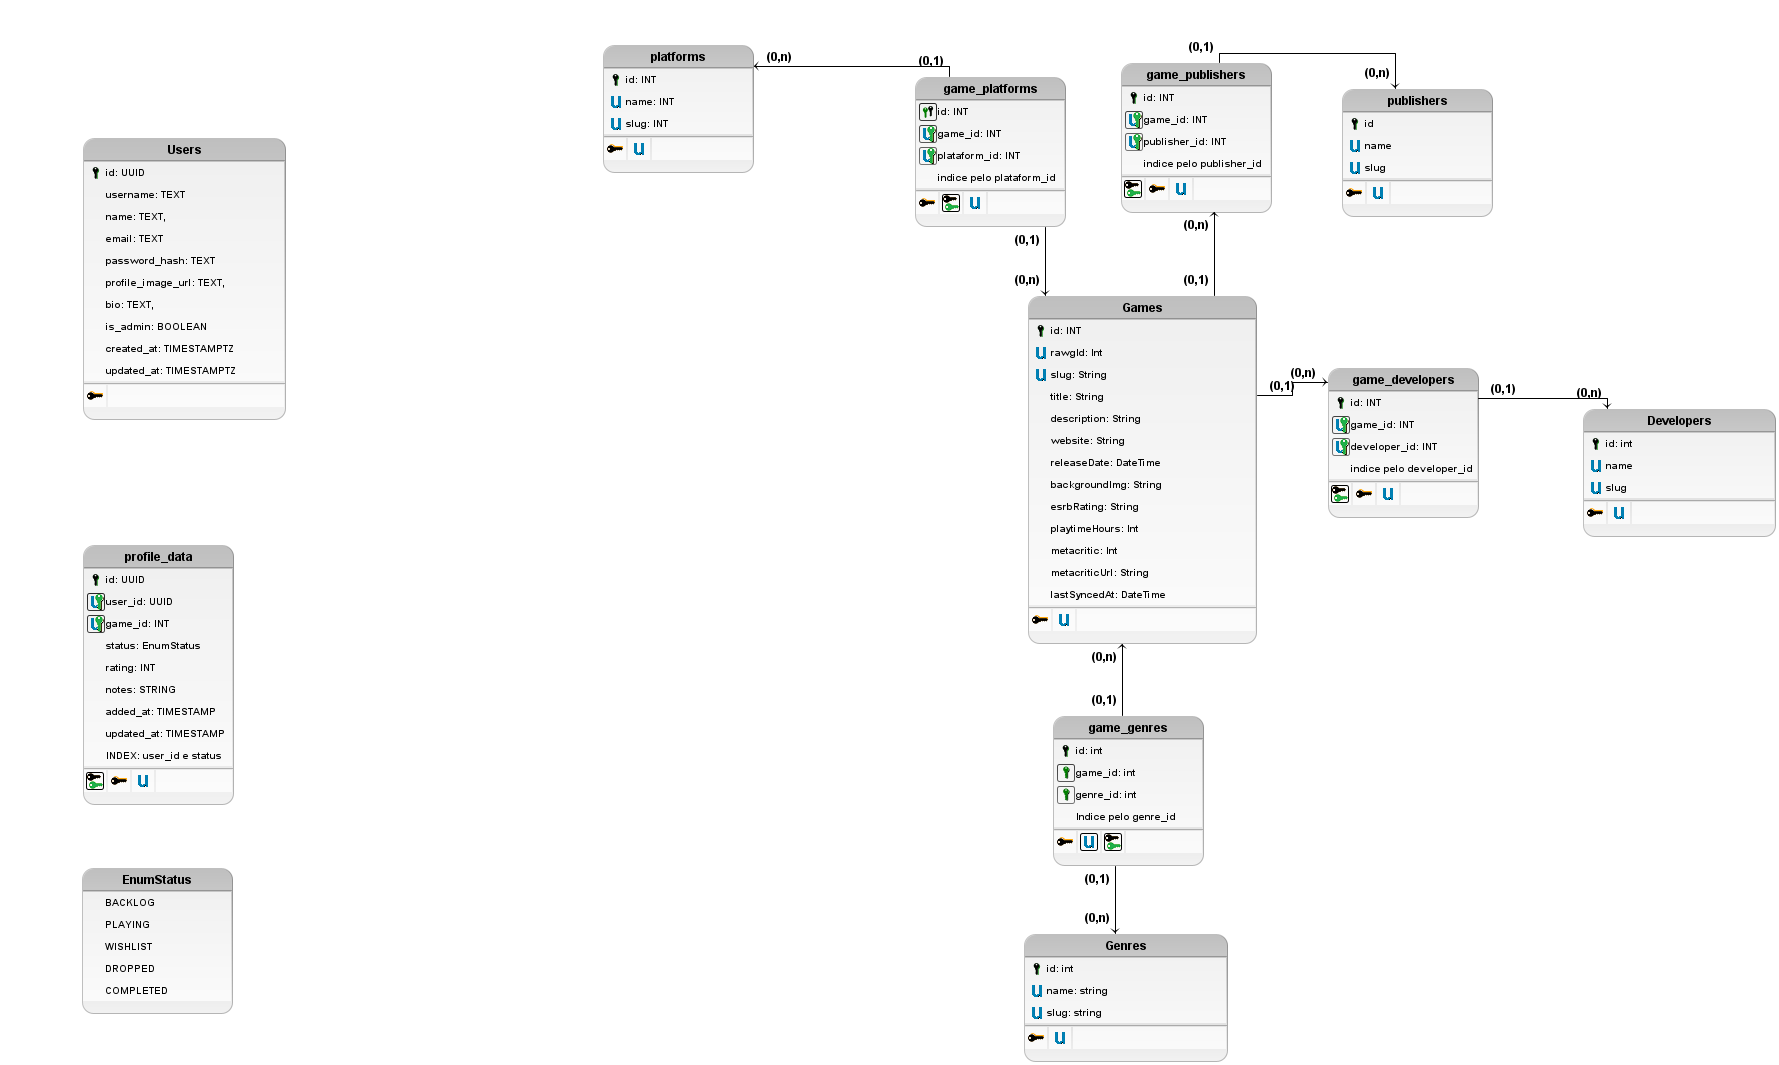 platforms
id: INT
name: INT
slug: INT
(0,n)
(0,1)
game_platforms
id: INT
game_id: INT
plataform_id: INT
indice pelo plataform_id
(0,1)
(0,n)
(0,1)
game_publishers
id: INT
game_id: INT
publisher_id: INT
indice pelo publisher_id
(0,n)
publishers
id
name
slug
(0,n)
(0,1)
Users
id: UUID
username: TEXT
name: TEXT,
email: TEXT
password_hash: TEXT
profile_image_url: TEXT,
bio: TEXT,
is_admin: BOOLEAN
created_at: TIMESTAMPTZ
updated_at: TIMESTAMPTZ
Games
id: INT
rawgId: Int
slug: String
title: String
description: String
website: String
releaseDate: DateTime
backgroundImg: String
esrbRating: String
playtimeHours: Int
metacritic: Int
metacriticUrl: String
lastSyncedAt: DateTime
(0,1)
(0,n)
game_developers
id: INT
game_id: INT
developer_id: INT
indice pelo developer_id
(0,1)
(0,n)
Developers
id: int
name
slug
profile_data
id: UUID
user_id: UUID
game_id: INT
status: EnumStatus
rating: INT
notes: STRING
added_at: TIMESTAMP
updated_at: TIMESTAMP
INDEX: user_id e status
(0,n)
(0,1)
game_genres
id: int
game_id: int
genre_id: int
Indice pelo genre_id
(0,1)
(0,n)
EnumStatus
BACKLOG
PLAYING
WISHLIST
DROPPED
COMPLETED
Genres
id: int
name: string
slug: string